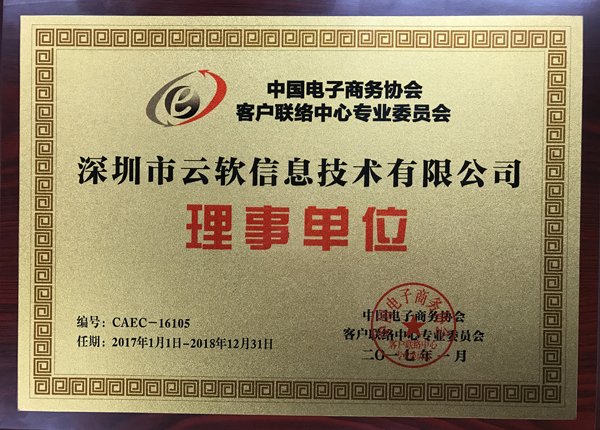 中国电子商务协会
客户联络中心专业委员会
深圳市云软信息技术有限公司
理事单位
编号：CAEC-16105
任期：2017年1月1日-2018年12月31日
中国电子商务协会
客户联络中心专业委员会
二〇一七年一月